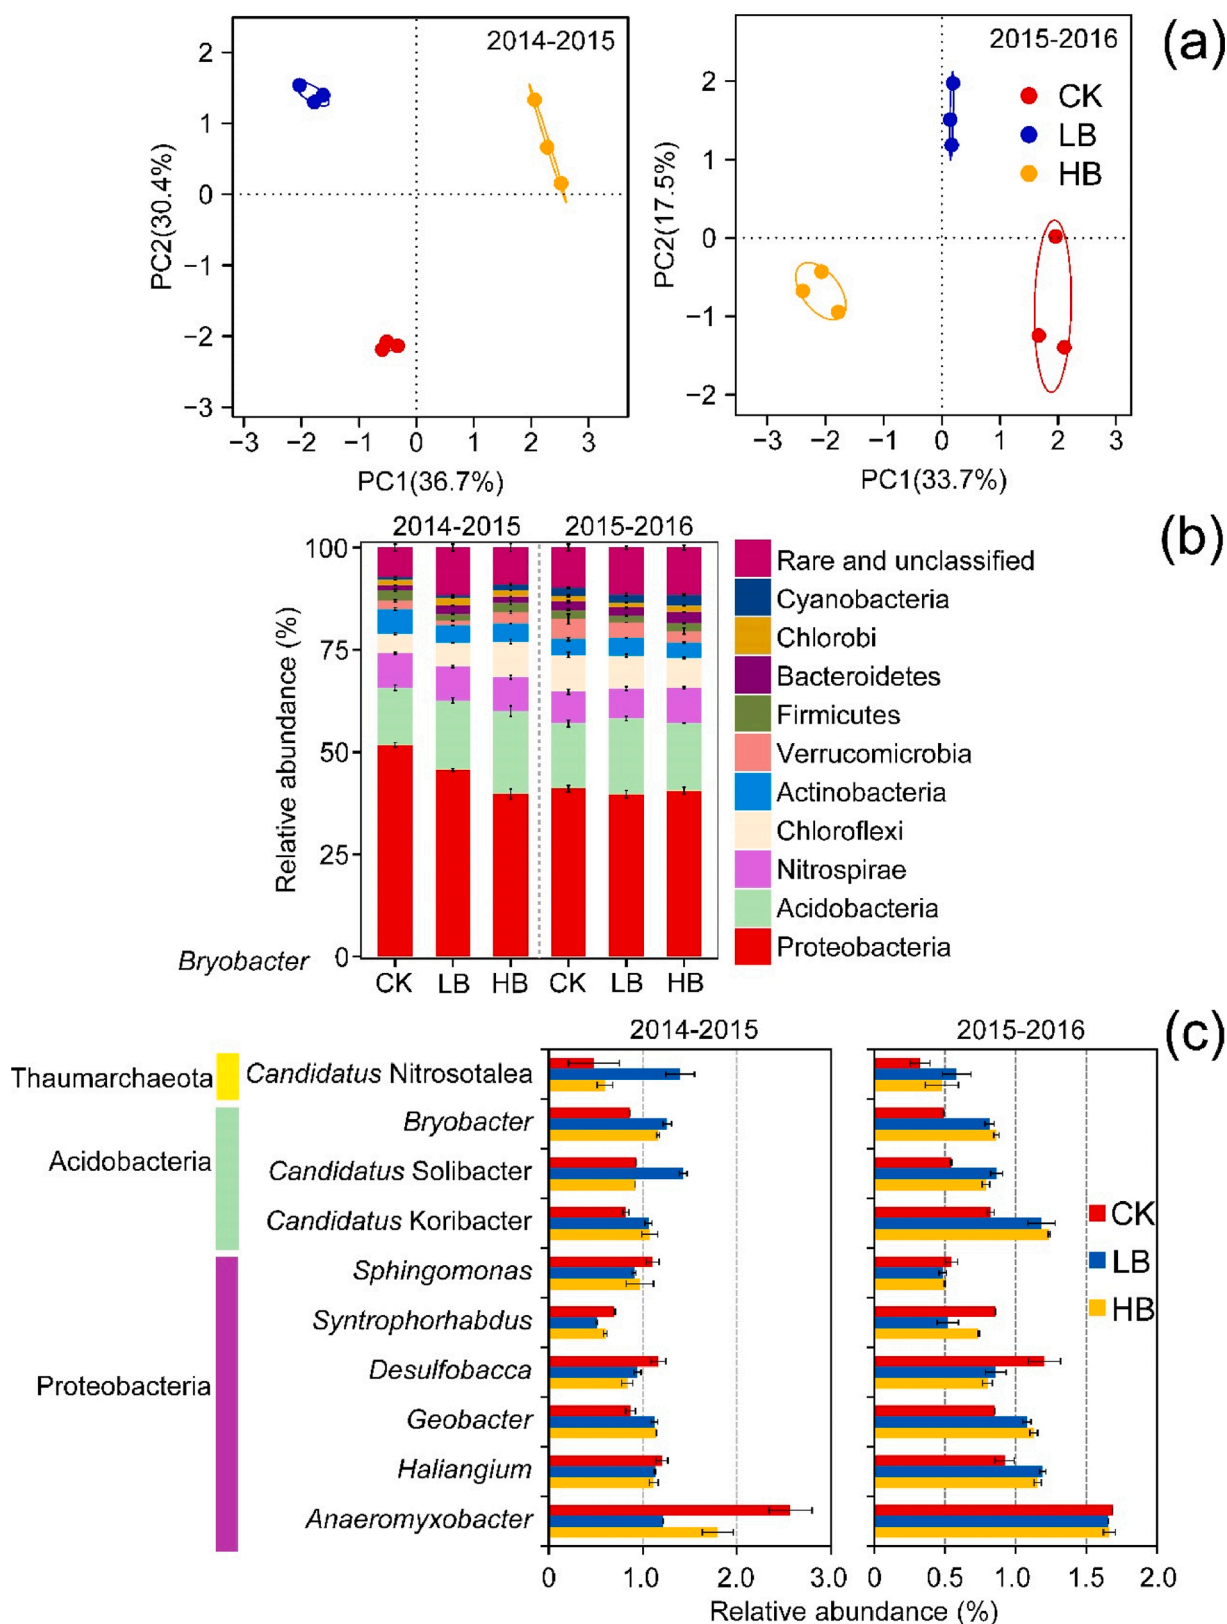 (a)
2014-2015
2
1
0
−1
−2
−3
PC2(30.4%)
−3 −2 −1 0 1 2 3
PC1(36.7%)
2015-2016
CK
LB
HB
2
1
0
−1
−2
PC2(17.5%)
−3 −2 −1 0 1 2 3
PC1(33.7%)
(b)
2014-2015 2015-2016
100
75
50
25
0
Relative abundance (%)
CK LB HB CK LB HB
Rare and unclassified
Cyanobacteria
Chlorobi
Bacteroidetes
Firmicutes
Verrucomicrobia
Actinobacteria
Chloroflexi
Nitrospirae
Acidobacteria
Proteobacteria
Bryobacter
(c)
2014-2015 2015-2016
Thaumarchaeota
Acidobacteria
Proteobacteria
Candidatus Nitrosotalea
Bryobacter
Candidatus Solibacter
Candidatus Koribacter
Sphingomonas
Syntrophorhabdus
Desulfobacca
Geobacter
Haliangium
Anaeromyxobacter
CK
LB
HB
0 1.0 2.0 3.0
0 0.5 1.0 1.5 2.0
Relative abundance (%)